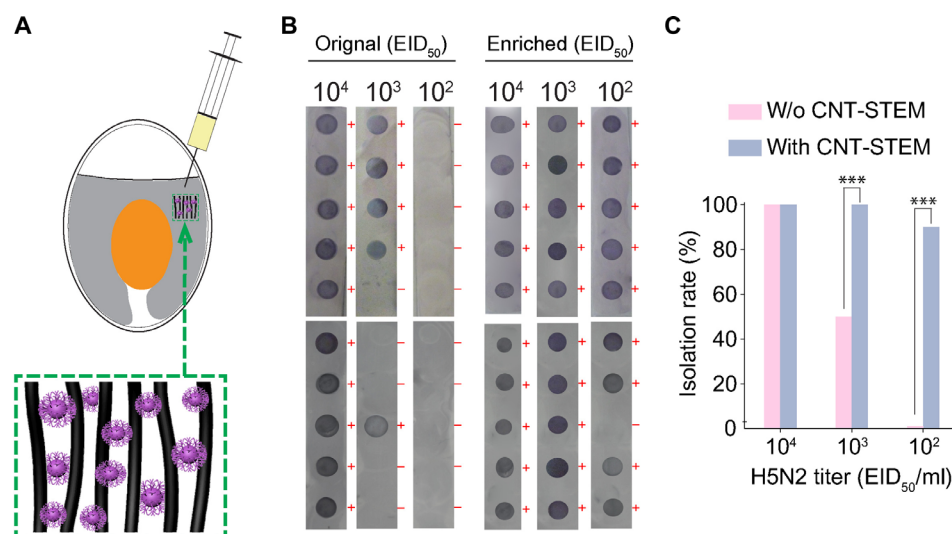 A
B
C
Orignal (EID₅₀)
Enriched (EID₅₀)
10⁴ 10³ 10²
10⁴ 10³ 10²
+ + − + + +
+ + − + + +
+ + − + + +
+ + − + + +
+ − − + + +
+ − − + + +
+ − − + + +
+ + − + + −
+ − − + + +
+ − − + + +
W/o CNT-STEM
With CNT-STEM
***
***
Isolation rate (%)
100
80
60
40
20
0
10⁴ 10³ 10²
H5N2 titer (EID₅₀/ml)